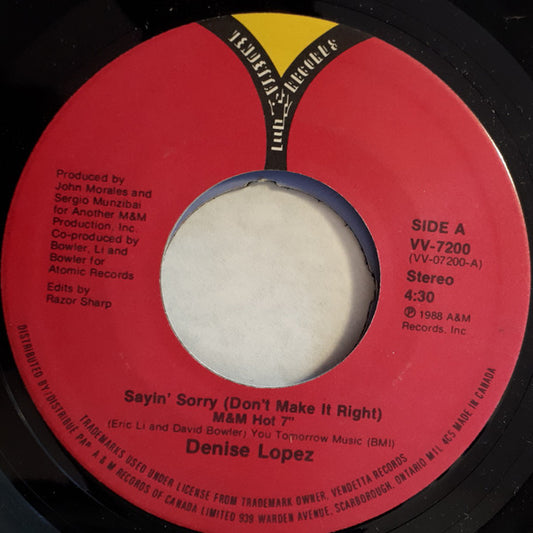 VENDETTA RECORDS
Produced by
John Morales and
Sergio Munzibai
for Another M&M
Production, Inc.
Co-produced by
Bowler, Li and
Bowler for
Atomic Records
Edits by
Razor Sharp
SIDE A
VV-7200
(VV-07200-A)
Stereo
4:30
℗ 1988 A&M
Records, Inc
Sayin' Sorry (Don't Make It Right)
M&M Hot 7"
(Eric Li and David Bowler) You Tomorrow Music (BMI)
Denise Lopez
TRADEMARKS USED UNDER LICENSE FROM TRADEMARK OWNER, VENDETTA RECORDS
DISTRIBUTED BY/DISTRIBUE PAR A & M RECORDS OF CANADA LIMITED 939 WARDEN AVENUE, SCARBOROUGH, ONTARIO M1L 4C5 MADE IN CANADA